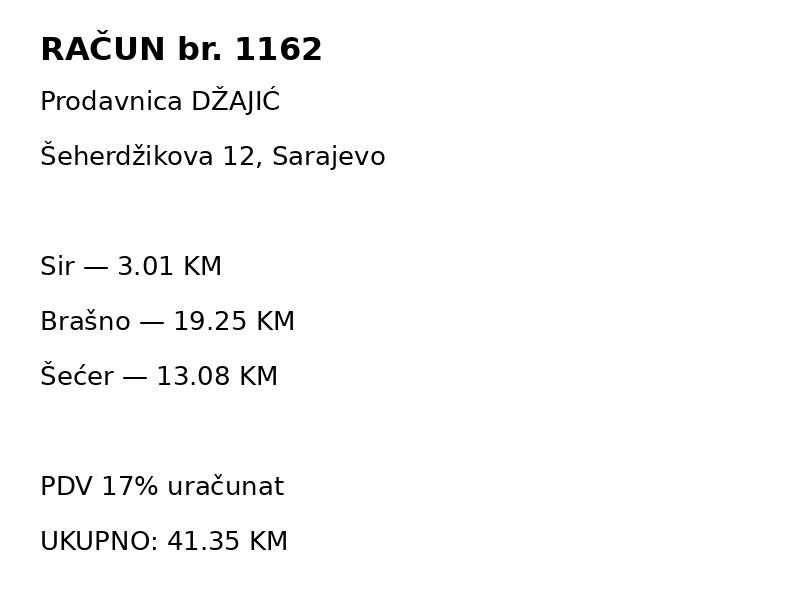 RAČUN br. 1162
Prodavnica DŽAJIĆ
Šeherdžikova 12, Sarajevo
Sir — 3.01 KM
Brašno — 19.25 KM
Šećer — 13.08 KM
PDV 17% uračunat
UKUPNO: 41.35 KM